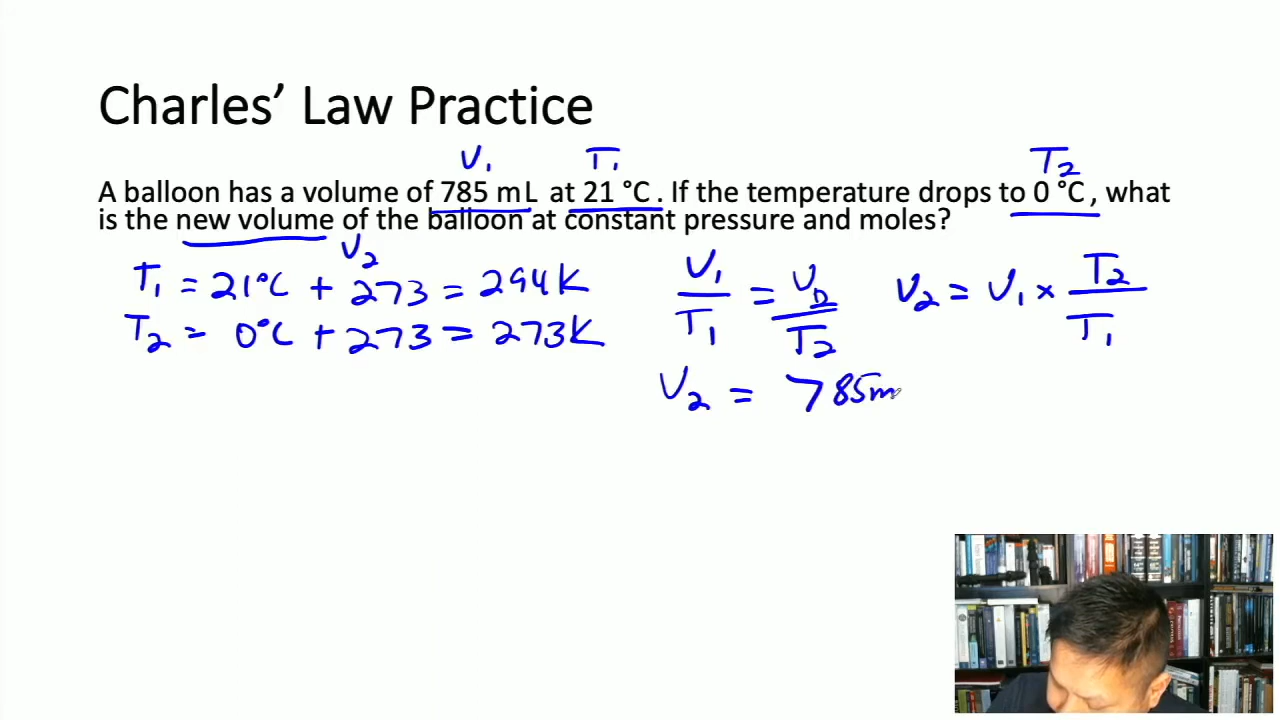 Charles’ Law Practice
V₁ T₁ T₂
A balloon has a volume of 785 mL at 21 °C . If the temperature drops to 0 °C , what
is the new volume of the balloon at constant pressure and moles?
V₂
T₁ = 21°C + 273 = 294K
T₂ = 0°C + 273 = 273K
V₁/T₁ = V₂/T₂ V₂ = V₁ × T₂/T₁
V₂ = 785m